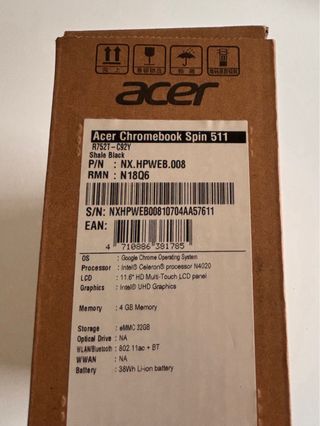 acer
Acer Chromebook Spin 511
R752T-C92Y
Shale Black
P/N : NX.HPWEB.008
RMN : N18Q6
S/N: NXHPWEB00810704AA57611
EAN:
4 710886 381785
OS : Google Chrome Operating System
Processor : Intel® Celeron® processor N4020
LCD : 11.6" HD Multi-Touch LCD panel
Graphics : Intel® UHD Graphics
Memory : 4 GB Memory
Storage : eMMC 32GB
Optical Drive : NA
WLAN/Bluetooth : 802.11ac + BT
WWAN : NA
Battery : 38Wh Li-ion battery